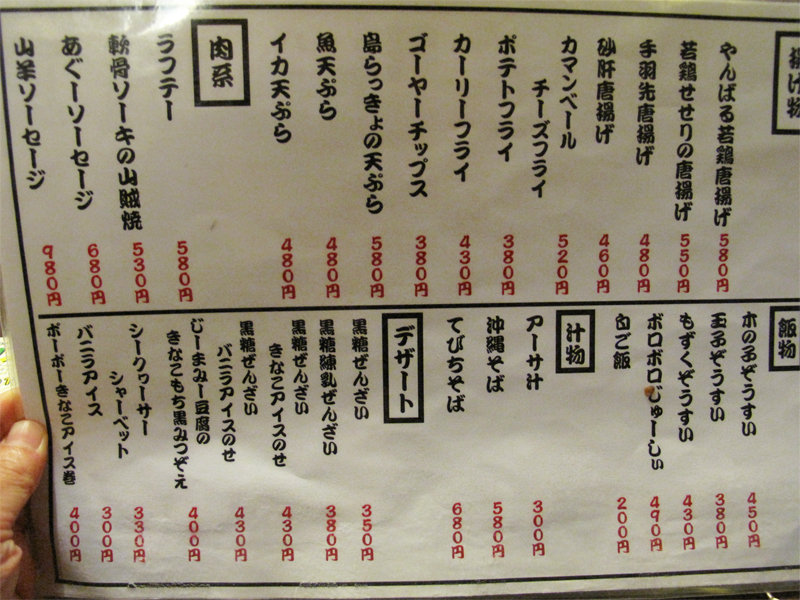 揚げ物
やんばる若鶏唐揚げ 580円
若鶏せせりの唐揚げ 550円
手羽先唐揚げ 480円
砂肝唐揚げ 460円
カマンベール
チーズフライ 520円
ポテトフライ 380円
カーリーフライ 430円
ゴーヤーチップス 380円
島らっきょの天ぷら 580円
魚天ぷら 480円
イカ天ぷら 480円
肉系
ラフテー 580円
軟骨ソーキの山賊焼 530円
あぐーソーセージ 680円
山羊ソーセージ 980円
飯物
木の子ぞうすい 450円
玉子ぞうすい 380円
もずくぞうすい 430円
ボロボロじゅーしぃ 490円
白ご飯 200円
汁物
アーサ汁 300円
沖縄そば 580円
てびちそば 680円
デザート
黒糖ぜんざい 350円
黒糖練乳ぜんざい 380円
黒糖ぜんざい
きなこアイスのせ 430円
黒糖ぜんざい
バニラアイスのせ 430円
じーまみー豆腐の
きなこもち黒みつぞえ 400円
シークヮーサー
シャーベット 330円
バニラアイス 300円
ポーポーきなこアイス巻 400円